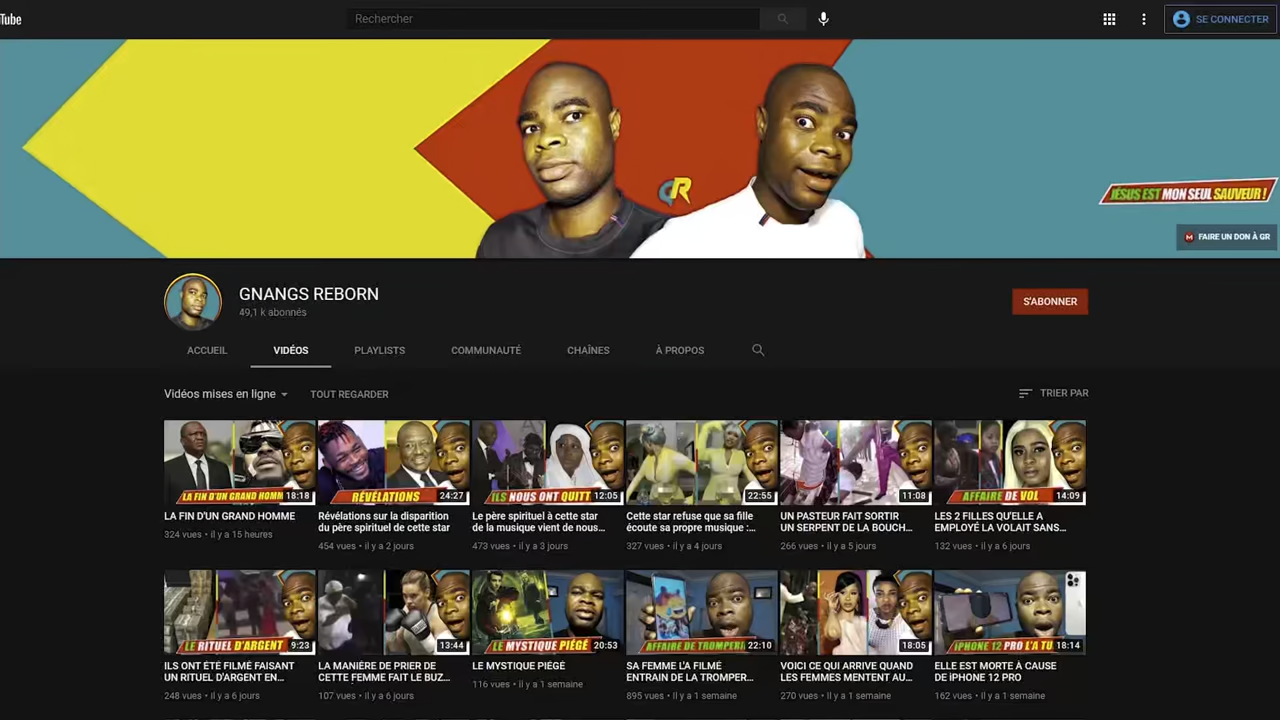 Tube
Rechercher
SE CONNECTER
GR
JÉSUS EST MON SEUL SAUVEUR !
FAIRE UN DON À GR
GNANGS REBORN
49,1 k abonnés
S'ABONNER
ACCUEIL VIDÉOS PLAYLISTS COMMUNAUTÉ CHAÎNES À PROPOS
Vidéos mises en ligne TOUT REGARDER TRIER PAR
LA FIN D'UN GRAND HOMM 18:18
RÉVÉLATIONS 24:27
ILS NOUS ONT QUITT 12:05
22:55
11:08
AFFAIRE DE VOL 14:09
LA FIN D'UN GRAND HOMME
324 vues • il y a 15 heures
Révélations sur la disparition
du père spirituel de cette star
454 vues • il y a 2 jours
Le père spirituel à cette star
de la musique vient de nous...
473 vues • il y a 3 jours
Cette star refuse que sa fille
écoute sa propre musique :...
327 vues • il y a 4 jours
UN PASTEUR FAIT SORTIR
UN SERPENT DE LA BOUCH...
266 vues • il y a 5 jours
LES 2 FILLES QU'ELLE A
EMPLOYÉ LA VOLAIT SANS...
132 vues • il y a 6 jours
LE RITUEL D'ARGENT 9:23
13:44
LE MYSTIQUE PIÉGÉ 20:53
AFFAIRE DE TROMPERI 22:10
18:05
IPHONE 12 PRO L'A TU 18:14
ILS ONT ÉTÉ FILMÉ FAISANT
UN RITUEL D'ARGENT EN...
248 vues • il y a 6 jours
LA MANIÈRE DE PRIER DE
CETTE FEMME FAIT LE BUZ...
107 vues • il y a 6 jours
LE MYSTIQUE PIÉGÉ
116 vues • il y a 1 semaine
SA FEMME L'A FILMÉ
ENTRAIN DE LA TROMPER...
895 vues • il y a 1 semaine
VOICI CE QUI ARRIVE QUAND
LES FEMMES MENTENT AU...
270 vues • il y a 1 semaine
ELLE EST MORTE À CAUSE
DE iPHONE 12 PRO
162 vues • il y a 1 semaine